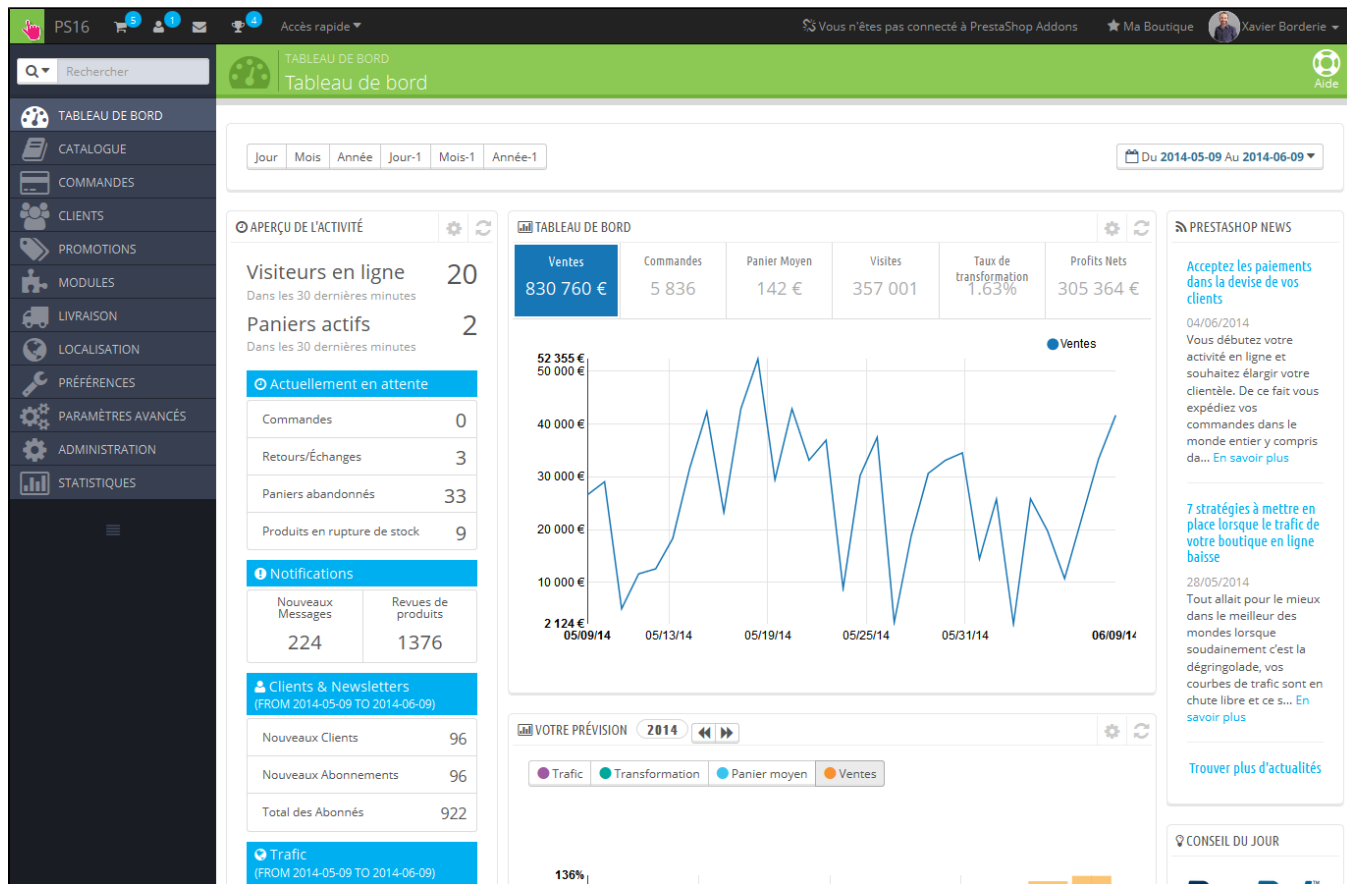 PS16 5 1 4 Accès rapide Vous n'êtes pas connecté à PrestaShop Addons Ma Boutique Xavier Borderie
Rechercher
TABLEAU DE BORD
Tableau de bord
Aide
TABLEAU DE BORD
CATALOGUE
COMMANDES
CLIENTS
PROMOTIONS
MODULES
LIVRAISON
LOCALISATION
PRÉFÉRENCES
PARAMÈTRES AVANCÉS
ADMINISTRATION
STATISTIQUES
Jour Mois Année Jour-1 Mois-1 Année-1
Du 2014-05-09 Au 2014-06-09
APERÇU DE L'ACTIVITÉ
Visiteurs en ligne 20
Dans les 30 dernières minutes
Paniers actifs 2
Dans les 30 dernières minutes
Actuellement en attente
Commandes 0
Retours/Échanges 3
Paniers abandonnés 33
Produits en rupture de stock 9
Notifications
Nouveaux Messages
224
Revues de produits
1376
Clients & Newsletters
(FROM 2014-05-09 TO 2014-06-09)
Nouveaux Clients 96
Nouveaux Abonnements 96
Total des Abonnés 922
Trafic
(FROM 2014-05-09 TO 2014-06-09)
TABLEAU DE BORD
Ventes
830 760 €
Commandes
5 836
Panier Moyen
142 €
Visites
357 001
Taux de
transformation
1.63%
Profits Nets
305 364 €
Ventes
52 355 €
50 000 €
40 000 €
30 000 €
20 000 €
10 000 €
2 124 €
05/09/14 05/13/14 05/19/14 05/25/14 05/31/14 06/09/14
VOTRE PRÉVISION 2014
Trafic Transformation Panier moyen Ventes
136%
PRESTASHOP NEWS
Acceptez les paiements
dans la devise de vos
clients
04/06/2014
Vous débutez votre
activité en ligne et
souhaitez élargir votre
clientèle. De ce fait vous
expédiez vos
commandes dans le
monde entier y compris
da... En savoir plus
7 stratégies à mettre en
place lorsque le trafic de
votre boutique en ligne
baisse
28/05/2014
Tout allait pour le mieux
dans le meilleur des
mondes lorsque
soudainement c'est la
dégringolade, vos
courbes de trafic sont en
chute libre et ce s... En
savoir plus
Trouver plus d'actualités
CONSEIL DU JOUR